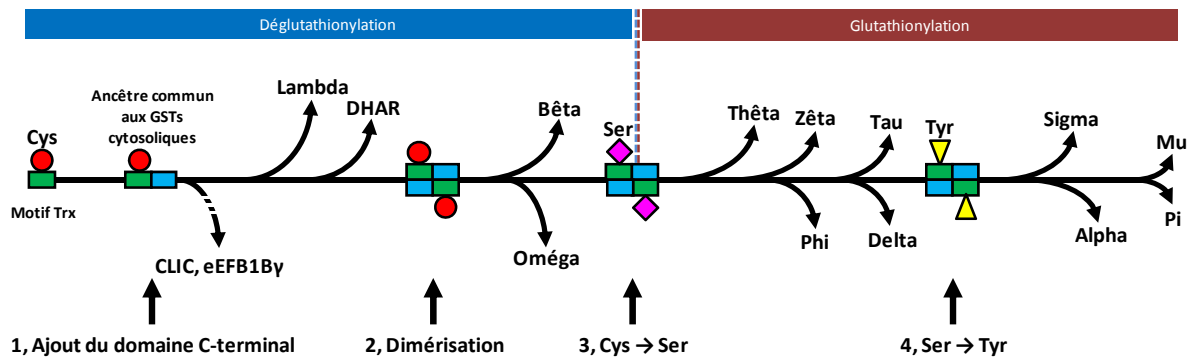 Déglutathionylation
Glutathionylation
Ancêtre commun
aux GSTs
cytosoliques
Cys
Motif Trx
Lambda
DHAR
CLIC, eEFB1Bγ
Bêta
Oméga
Ser
Thêta
Zêta
Tau
Phi
Delta
Tyr
Sigma
Alpha
Mu
Pi
1, Ajout du domaine C-terminal
2, Dimérisation
3, Cys → Ser
4, Ser → Tyr